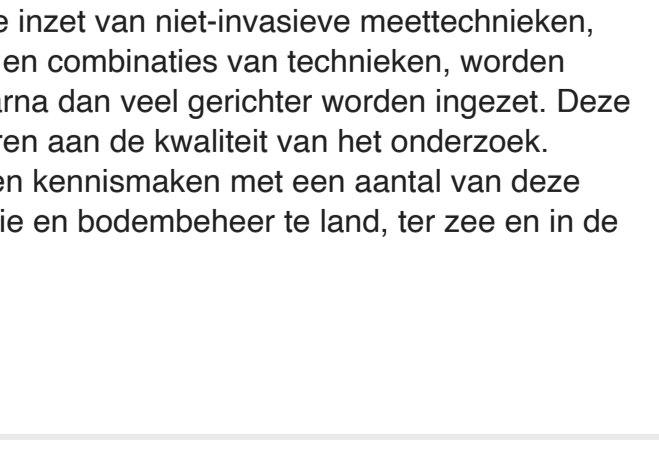 e inzet van niet-invasieve meettechnieken,
en combinaties van technieken, worden
arna dan veel gerichter worden ingezet. Deze
ren aan de kwaliteit van het onderzoek.
en kennismaken met een aantal van deze
ie en bodembeheer te land, ter zee en in de